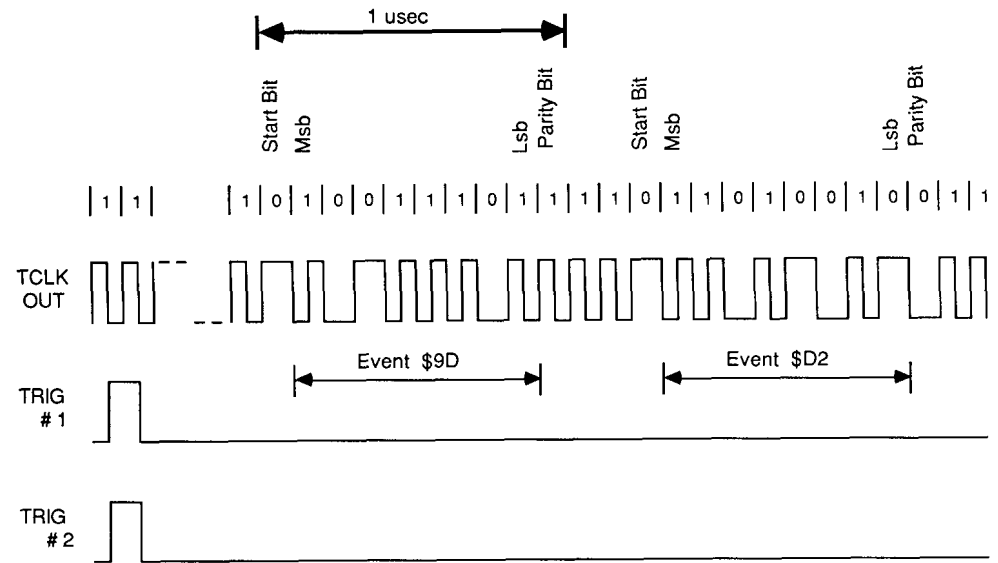 1 usec
Start Bit
Msb
Lsb
Parity Bit
Start Bit
Msb
Lsb
Parity Bit
| 1 | 1 | | 1 | 0 | 1 | 0 | 0 | 1 | 1 | 1 | 0 | 1 | 1 | 1 | 1 | 0 | 1 | 1 | 0 | 1 | 0 | 0 | 1 | 0 | 0 | 1 | 1
TCLK
OUT
Event $9D
Event $D2
TRIG
# 1
TRIG
# 2